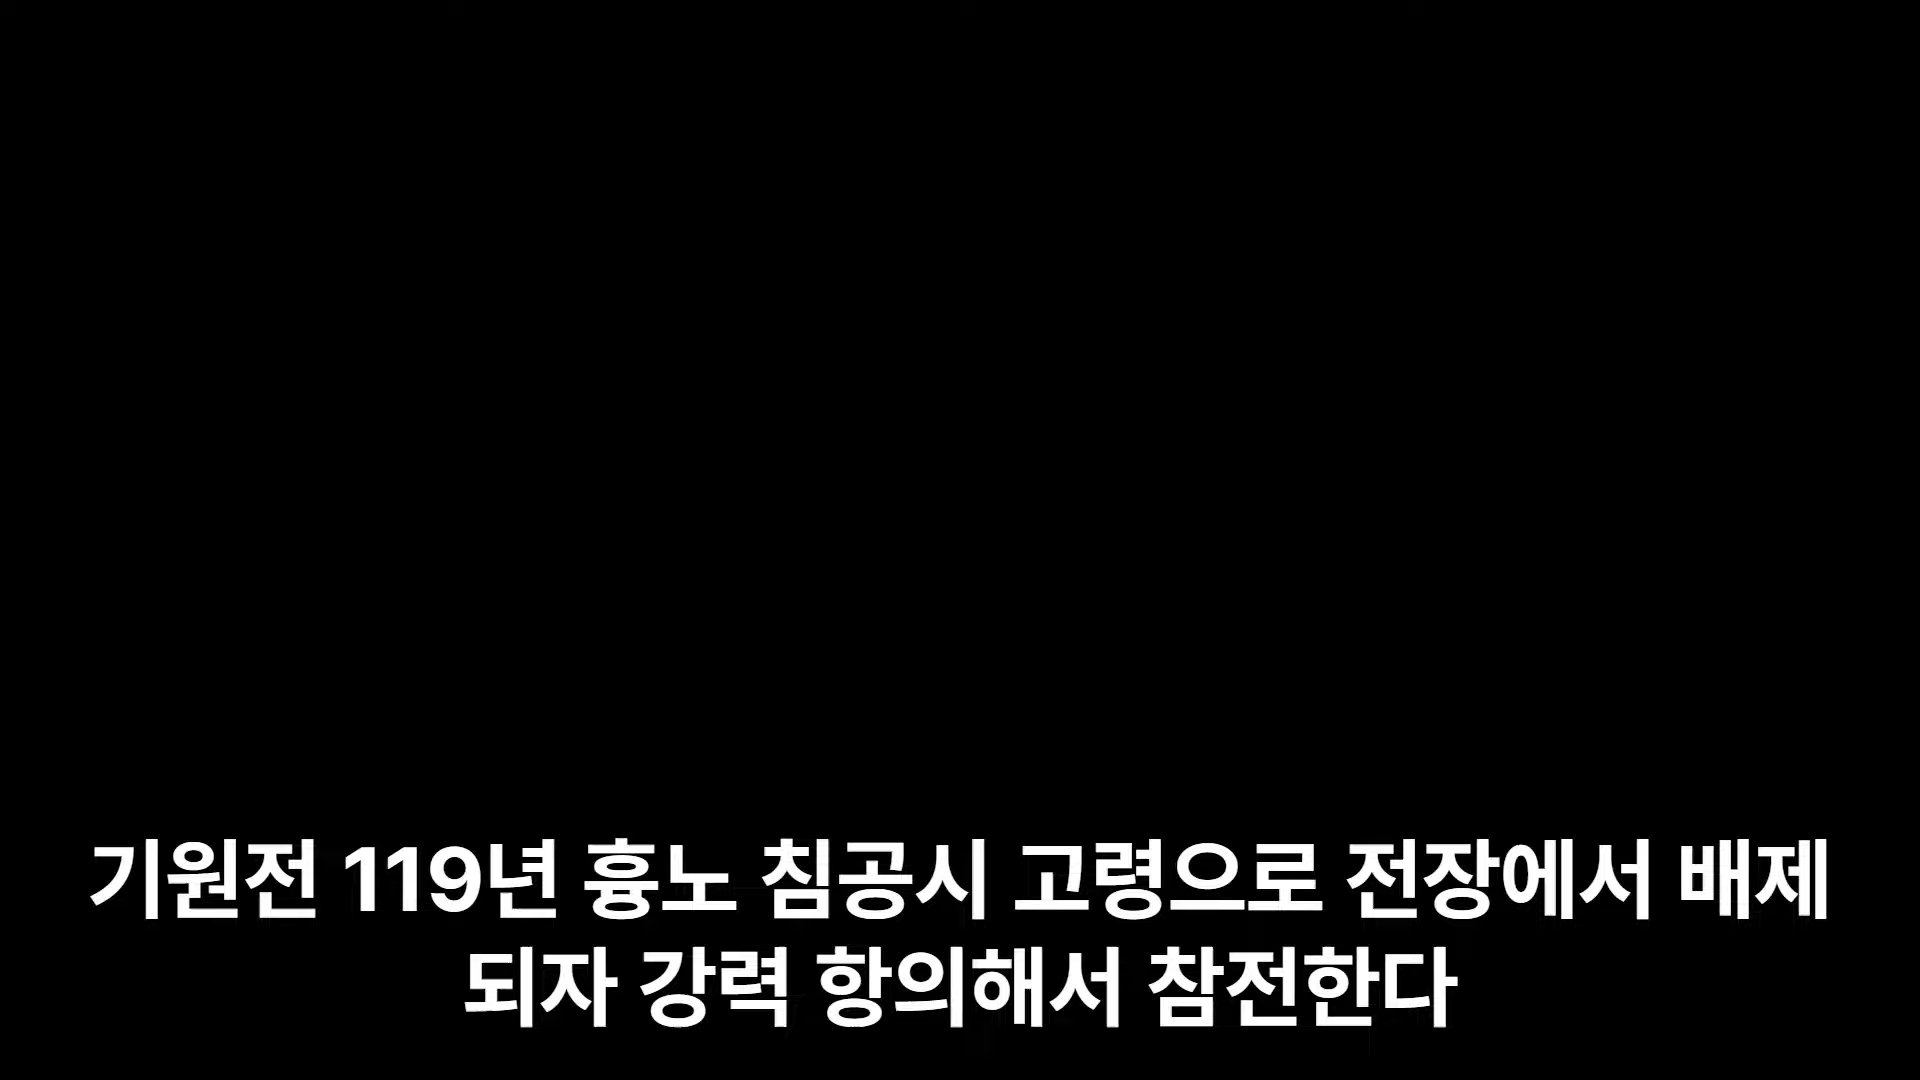 기원전 119년 흉노 침공시 고령으로 전장에서 배제
되자 강력 항의해서 참전한다